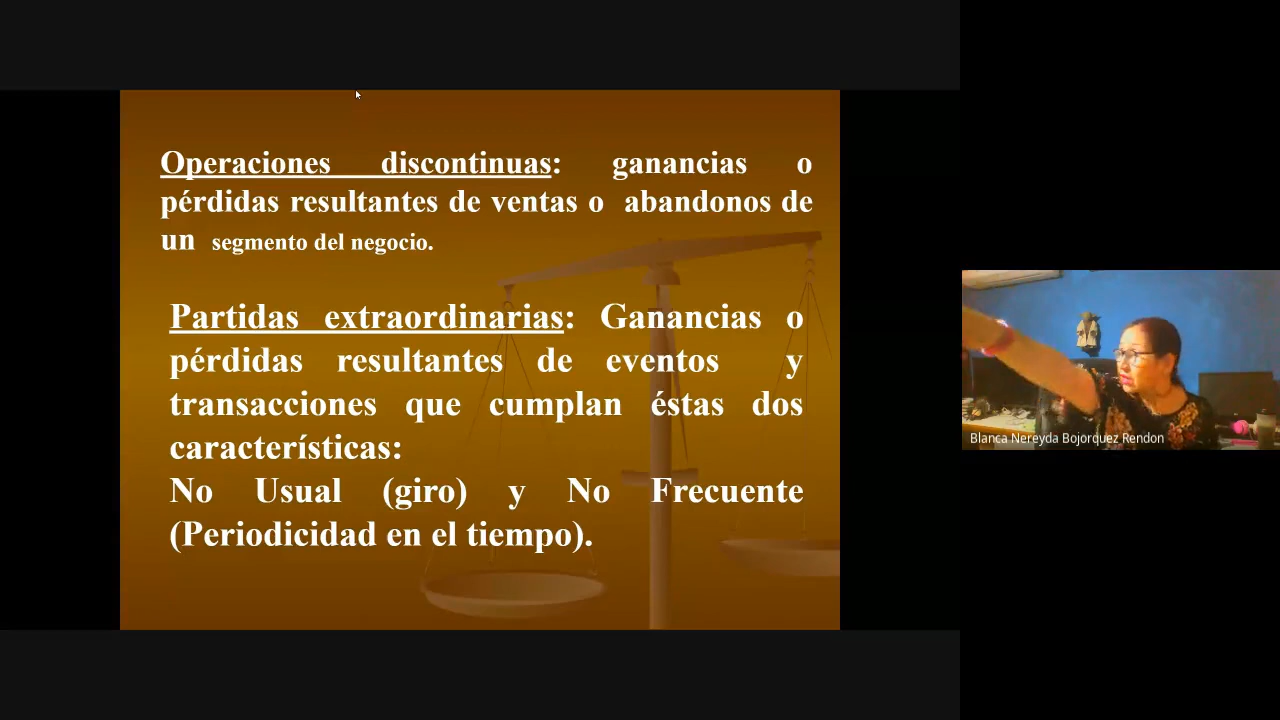 Operaciones discontinuas: ganancias o
pérdidas resultantes de ventas o abandonos de
un segmento del negocio.
Partidas extraordinarias: Ganancias o
pérdidas resultantes de eventos y
transacciones que cumplan éstas dos
características:
No Usual (giro) y No Frecuente
(Periodicidad en el tiempo).
Blanca Nereyda Bojorquez Rendon